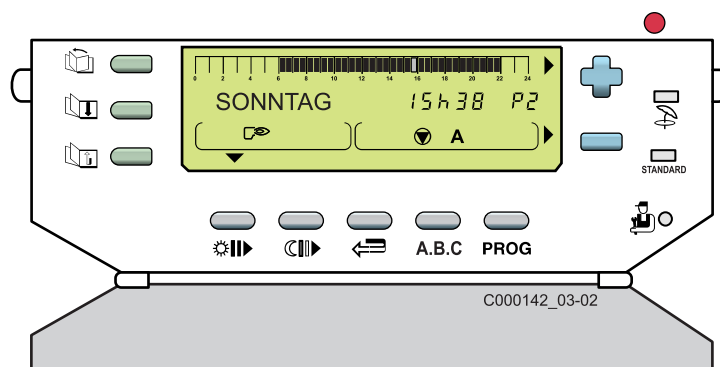 0 2 4 6 8 10 12 14 16 18 20 22 24
SONNTAG 15h38 P2
A
STANDARD
A.B.C PROG
C000142_03-02